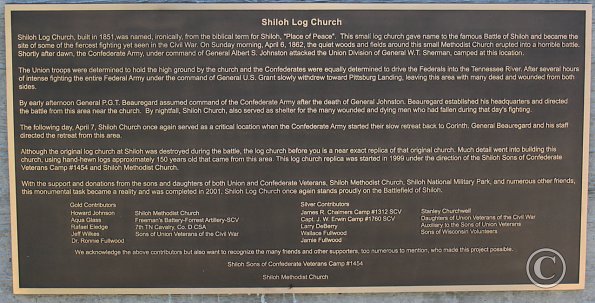 Shiloh Log Church
Shiloh Log Church, built in 1851,was named, ironically, from the biblical term for Shiloh, "Place of Peace". This small log church gave name to the famous Battle of Shiloh and became the
site of some of the fiercest fighting yet seen in the Civil War. On Sunday morning, April 6, 1862, the quiet woods and fields around this small Methodist Church erupted into a horrible battle.
Shortly after dawn, the Confederate Army, under command of General Albert S. Johnston attacked the Union Division of General W.T. Sherman, camped at this location.
The Union troops were determined to hold the high ground by the church and the Confederates were equally determined to drive the Federals into the Tennessee River. After several hours
of intense fighting the entire Federal Army under the command of General U.S. Grant slowly withdrew toward Pittsburg Landing, leaving this area with many dead and wounded from both
sides.
By early afternoon General P.G.T. Beauregard assumed command of the Confederate Army after the death of General Johnston. Beauregard established his headquarters and directed
the battle from this area near the church. By nightfall, Shiloh Church, also served as shelter for the many wounded and dying men who had fallen during that day's fighting.
The following day, April 7, Shiloh Church once again served as a critical location when the Confederate Army started their slow retreat back to Corinth. General Beauregard and his staff
directed the retreat from this area.
Although the original log church at Shiloh was destroyed during the battle, the log church before you is a near exact replica of that original church. Much detail went into building this
church, using hand-hewn logs approximately 150 years old that came from this area. This log church replica was started in 1999 under the direction of the Shiloh Sons of Confederate
Veterans Camp #1454 and Shiloh Methodist Church.
With the support and donations from the sons and daughters of both Union and Confederate Veterans, Shiloh Methodist Church, Shiloh National Military Park, and numerous other friends,
this monumental task became a reality and was completed in 2001. Shiloh Log Church once again stands proudly on the Battlefield of Shiloh.
Gold Contributors
Howard Johnson Shiloh Methodist Church
Aqua Glass Freeman's Battery-Forrest Artillery-SCV
Rafael Eledge 7th TN Cavalry, Co. D CSA
Jeff Wilkes Sons of Union Veterans of the Civil War
Dr. Ronnie Fullwood
Silver Contributors
James R. Chalmers Camp #1312 SCV Stanley Churchwell
Capt. J. W. Erwin Camp #1760 SCV Daughters of Union Veterans of the Civil War
Larry DeBerry Auxiliary to the Sons of Union Veterans
Wallace Fullwood Sons of Wisconsin Volunteers
Jamie Fullwood
We acknowledge the above contributors but also want to recognize the many friends and other supporters, too numerous to mention, who made this project possible.
Shiloh Sons of Confederate Veterans Camp #1454
Shiloh Methodist Church
©